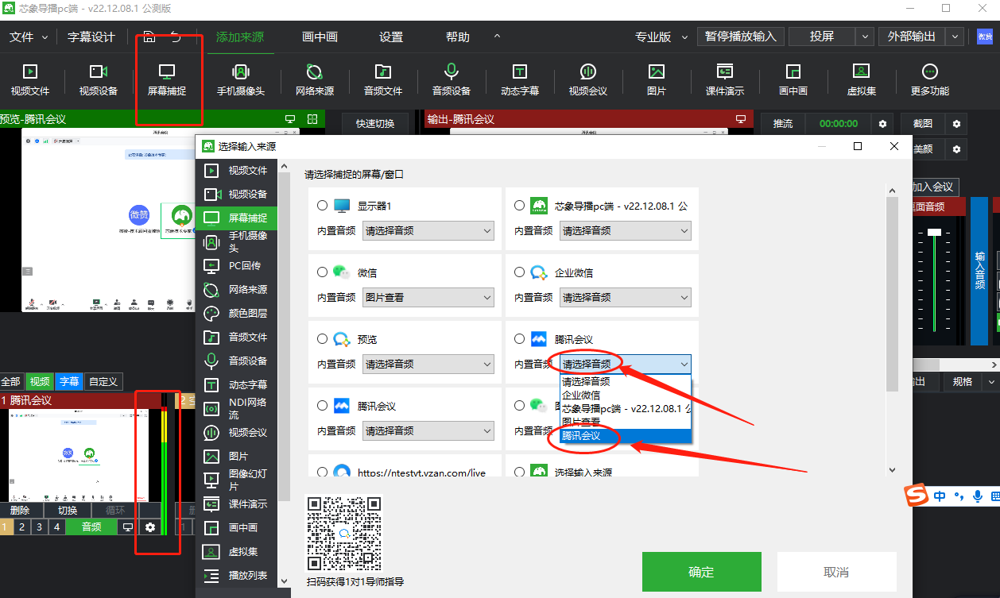 芯象导播pc端 - v22.12.08.1 公测版
文件
字幕设计
添加来源
画中画
设置
帮助
专业版
暂停播放输入
投屏
外部输出
微赞
视频文件
视频设备
屏幕捕捉
手机摄像头
网络来源
音频文件
音频设备
动态字幕
视频会议
图片
课件演示
画中画
虚拟集
更多功能
预览-腾讯会议
快速切换
输出-腾讯会议
推流
00:00:00
截图
美颜
加入会议
桌面音频
输入音频
微赞
选择输入来源
视频文件
视频设备
屏幕捕捉
手机摄像
头
PC回传
网络来源
颜色图层
音频文件
音频设备
动态字幕
NDI网络
流
视频会议
图片
图像幻灯
片
课件演示
画中画
虚拟集
播放列表
请选择捕捉的屏幕/窗口
显示器1
内置音频
请选择音频
芯象导播pc端 - v22.12.08.1 公
内置音频
请选择音频
微信
内置音频
图片查看
企业微信
内置音频
请选择音频
预览
内置音频
请选择音频
腾讯会议
内置音频
请选择音频
请选择音频
企业微信
芯象导播pc端 - v22.12.08.1 公
图片查看
腾讯会议
腾讯会议
内置音频
请选择音频
内置音频
https://ntestvt.vzan.com/live
选择输入来源
扫码获得1对1导师指导
确定
取消
全部
视频
字幕
自定义
1 腾讯会议
2
删除
切换
循环
1
2
3
4
音频
1
出
规格
中